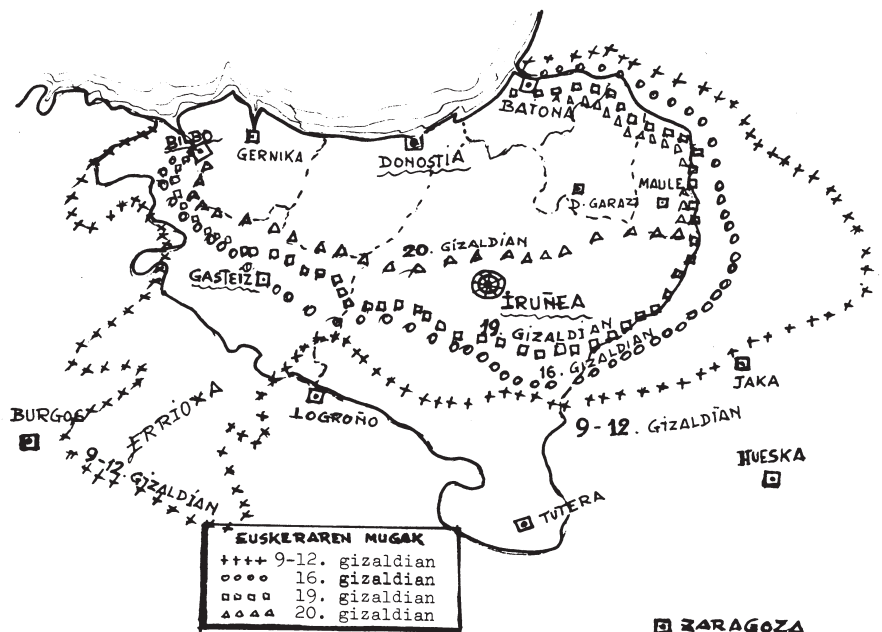 BATONA
BILBO
GERNIKA
DONOSTIA
MAULE
D. GARAZI
20. GIZALDIAN
GASTEIZ
IRUÑEA
19. GIZALDIAN
16. GIZALDIAN
JAKA
BURGOS
ERRIOXA
LOGROÑO
9-12. GIZALDIAN
9-12. GIZALDIAN
HUESKA
TUTERA
EUSKERAREN MUGAK
++++ 9-12. gizaldian
16. gizaldian
19. gizaldian
20. gizaldian
ZARAGOZA